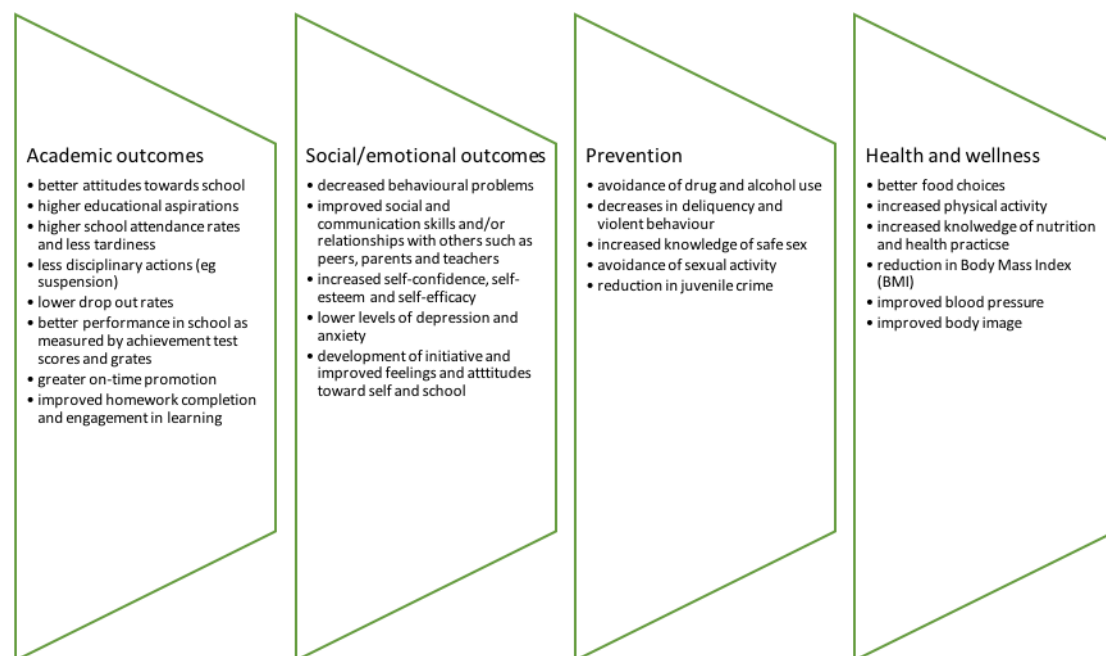 Academic outcomes
• better attitudes towards school
• higher educational aspirations
• higher school attendance rates
and less tardiness
• less disciplinary actions (eg
suspension)
• lower drop out rates
• better performance in school as
measured by achievement test
scores and grates
• greater on-time promotion
• improved homework completion
and engagement in learning
Social/emotional outcomes
• decreased behavioural problems
• improved social and
communication skills and/or
relationships with others such as
peers, parents and teachers
• increased self-confidence, self-
esteem and self-efficacy
• lower levels of depression and
anxiety
• development of initiative and
improved feelings and atttitudes
toward self and school
Prevention
• avoidance of drug and alcohol use
• decreases in deliquency and
violent behaviour
• increased knowledge of safe sex
• avoidance of sexual activity
• reduction in juvenile crime
Health and wellness
• better food choices
• increased physical activity
• increased knolwedge of nutrition
and health practicse
• reduction in Body Mass Index
(BMI)
• improved blood pressure
• improved body image